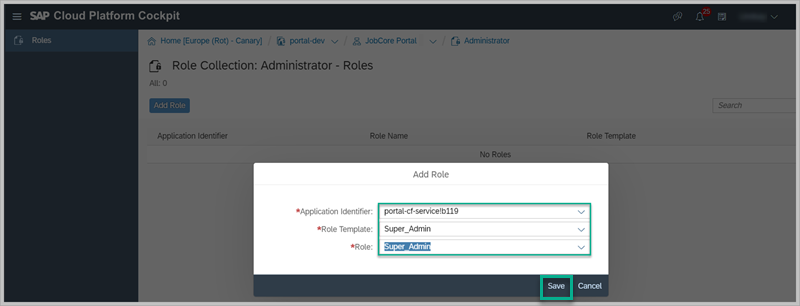 SAP Cloud Platform Cockpit
25
Roles
Home [Europe (Rot) - Canary] / portal-dev / JobCore Portal / Administrator
Role Collection: Administrator - Roles
All: 0
Add Role
Search
Application Identifier Role Name Role Template
No Roles
Add Role
*Application Identifier: portal-cf-service!b119
*Role Template: Super_Admin
*Role: Super_Admin
Save Cancel